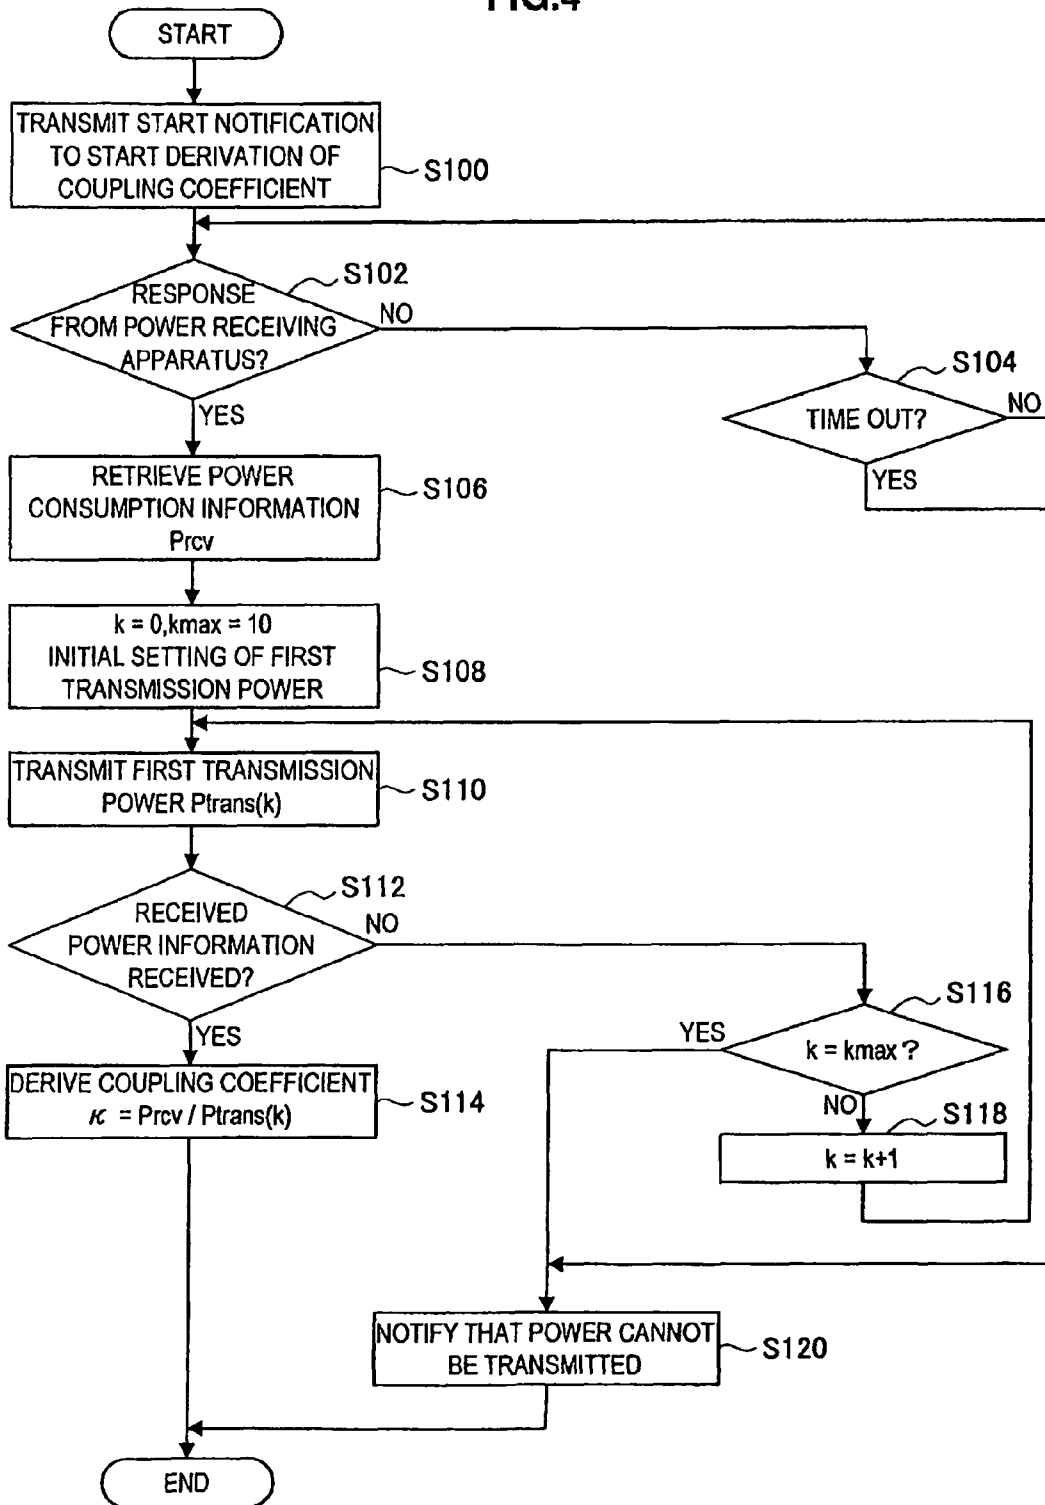 FIG.4
START
TRANSMIT START NOTIFICATION
TO START DERIVATION OF
COUPLING COEFFICIENT
S100
S102
RESPONSE
FROM POWER RECEIVING
APPARATUS?
NO
YES
S104
TIME OUT?
NO
YES
RETRIEVE POWER
CONSUMPTION INFORMATION
Prcv
S106
k = 0,kmax = 10
INITIAL SETTING OF FIRST
TRANSMISSION POWER
S108
TRANSMIT FIRST TRANSMISSION
POWER Ptrans(k)
S110
S112
RECEIVED
POWER INFORMATION
RECEIVED?
NO
YES
S116
YES
k = kmax ?
NO
DERIVE COUPLING COEFFICIENT
κ = Prcv / Ptrans(k)
S114
S118
k = k+1
NOTIFY THAT POWER CANNOT
BE TRANSMITTED
S120
END